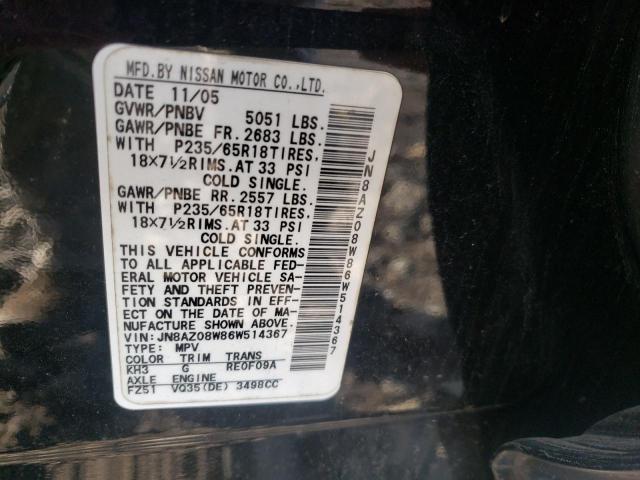 MFD.BY NISSAN MOTOR CO.,LTD.
DATE 11/05
GVWR/PNBV 5051 LBS.
GAWR/PNBE FR. 2683 LBS.
WITH P235/65R18TIRES,
18X7½RIMS.AT 33 PSI
COLD SINGLE.
GAWR/PNBE RR. 2557 LBS.
WITH P235/65R18TIRES,
18X7½RIMS.AT 33 PSI
COLD SINGLE.
THIS VEHICLE CONFORMS
TO ALL APPLICABLE FED-
ERAL MOTOR VEHICLE SA-
FETY AND THEFT PREVEN-
TION STANDARDS IN EFF-
ECT ON THE DATE OF MA-
NUFACTURE SHOWN ABOVE.
VIN:JN8AZ08W86W514367
TYPE: MPV
COLOR TRIM TRANS
KH3 G RE0F09A
AXLE ENGINE
FZ51 VQ35(DE) 3498CC
JN8AZ08W86W514367